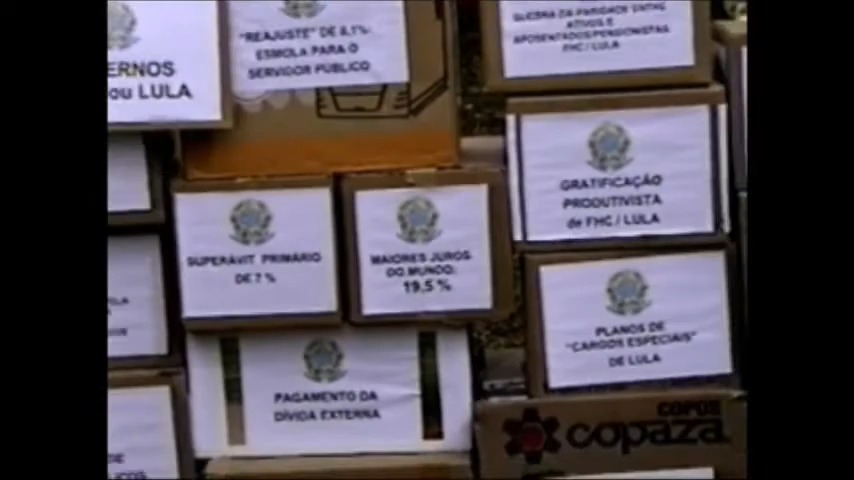 ERNOS
ou LULA
"REAJUSTE" DE 0,1%:
ESMOLA PARA O
SERVIDOR PÚBLICO
QUEBRA DA PARIDADE ENTRE
ATIVOS E
APOSENTADOS/PENSIONISTAS
FHC / LULA
GRATIFICAÇÃO
PRODUTIVISTA
de FHC / LULA
SUPERÁVIT PRIMÁRIO
DE 7 %
MAIORES JUROS
DO MUNDO:
19,5 %
PLANOS DE
"CARGOS ESPECIAIS"
DE LULA
PAGAMENTO DA
DÍVIDA EXTERNA
COPOS
copaza